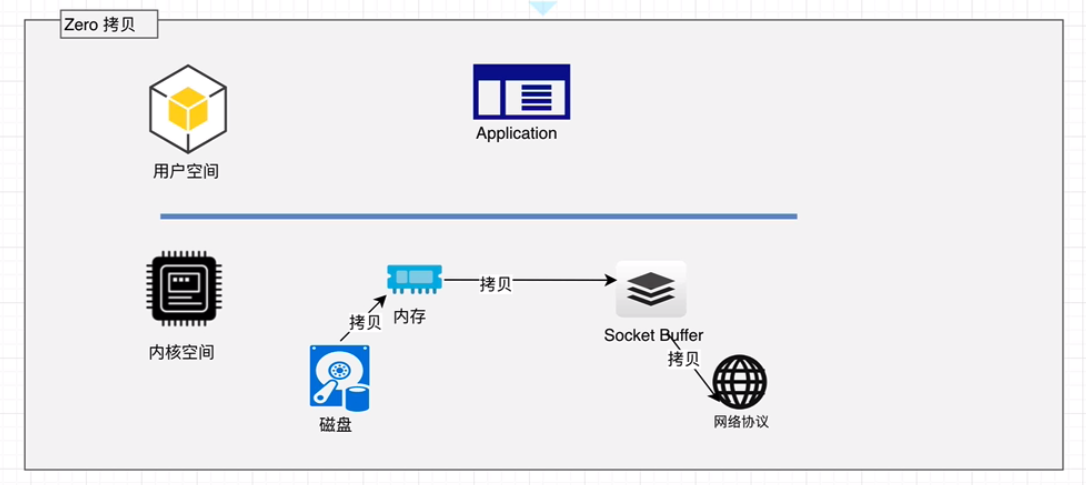 Zero 拷贝
Application
用户空间
拷贝
内存
拷贝
Socket Buffer
内核空间
拷贝
磁盘
网络协议